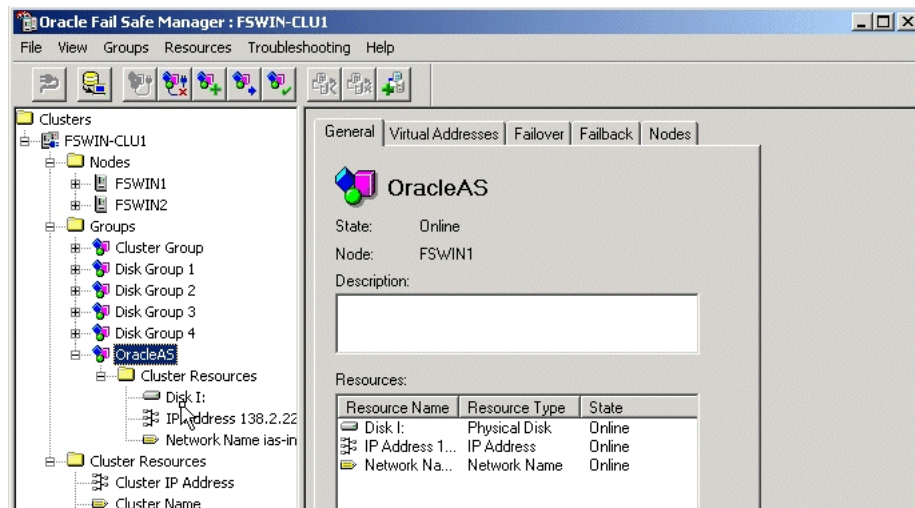 Oracle Fail Safe Manager : FSWIN-CLU1
File View Groups Resources Troubleshooting Help
Clusters
FSWIN-CLU1
Nodes
FSWIN1
FSWIN2
Groups
Cluster Group
Disk Group 1
Disk Group 2
Disk Group 3
Disk Group 4
OracleAS
Cluster Resources
Disk I:
IP Address 138.2.22
Network Name ias-in
Cluster Resources
Cluster IP Address
Cluster Name
General Virtual Addresses Failover Failback Nodes
OracleAS
State: Online
Node: FSWIN1
Description:
Resources:
Resource Name Resource Type State
Disk I: Physical Disk Online
IP Address 1... IP Address Online
Network Na... Network Name Online